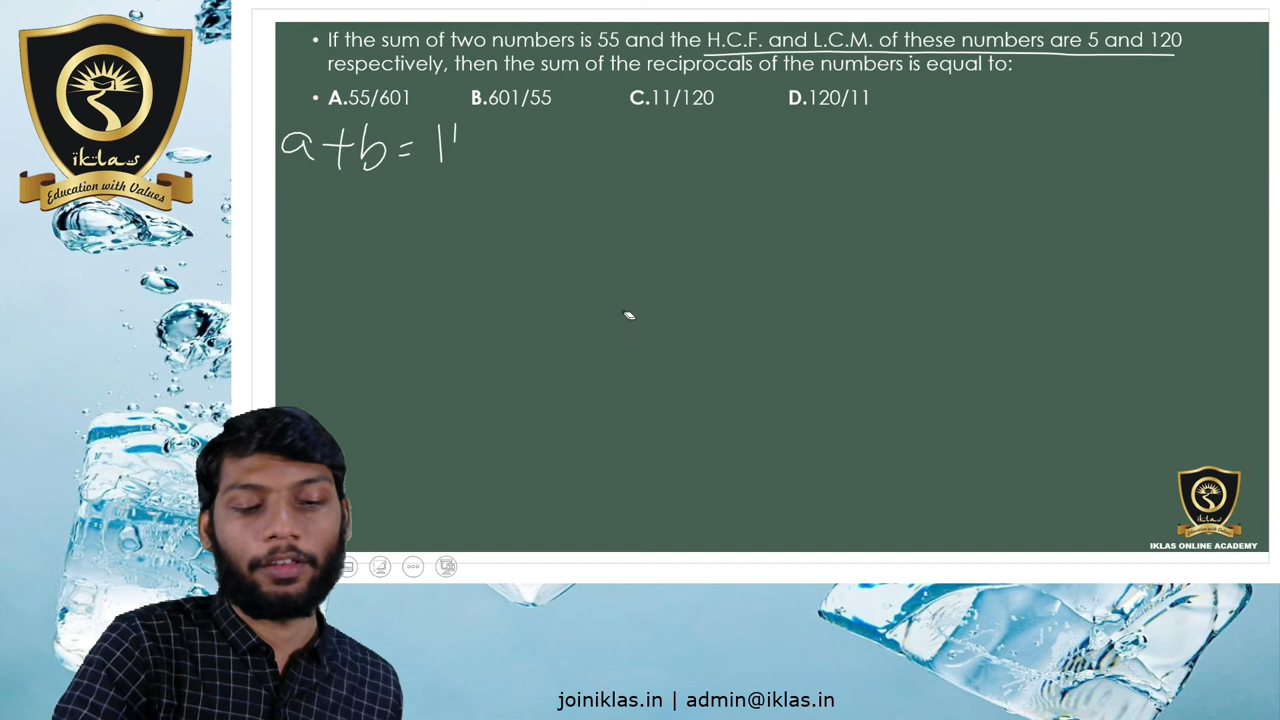 • If the sum of two numbers is 55 and the H.C.F. and L.C.M. of these numbers are 5 and 120
respectively, then the sum of the reciprocals of the numbers is equal to:
• A.55/601 B.601/55 C.11/120 D.120/11
a+b = 11
iklas
Education with Values
IKLAS ONLINE ACADEMY
joiniklas.in | admin@iklas.in